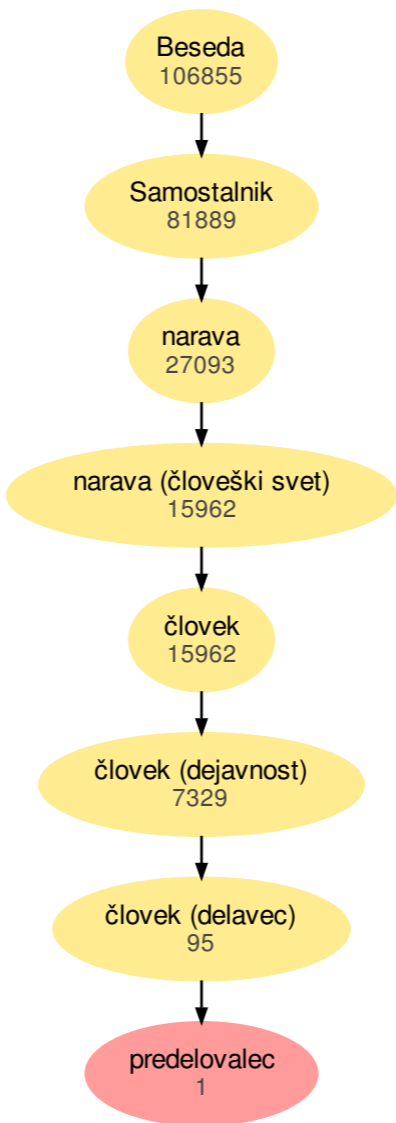 Beseda
106855
Samostalnik
81889
narava
27093
narava (človeški svet)
15962
človek
15962
človek (dejavnost)
7329
človek (delavec)
95
predelovalec
1